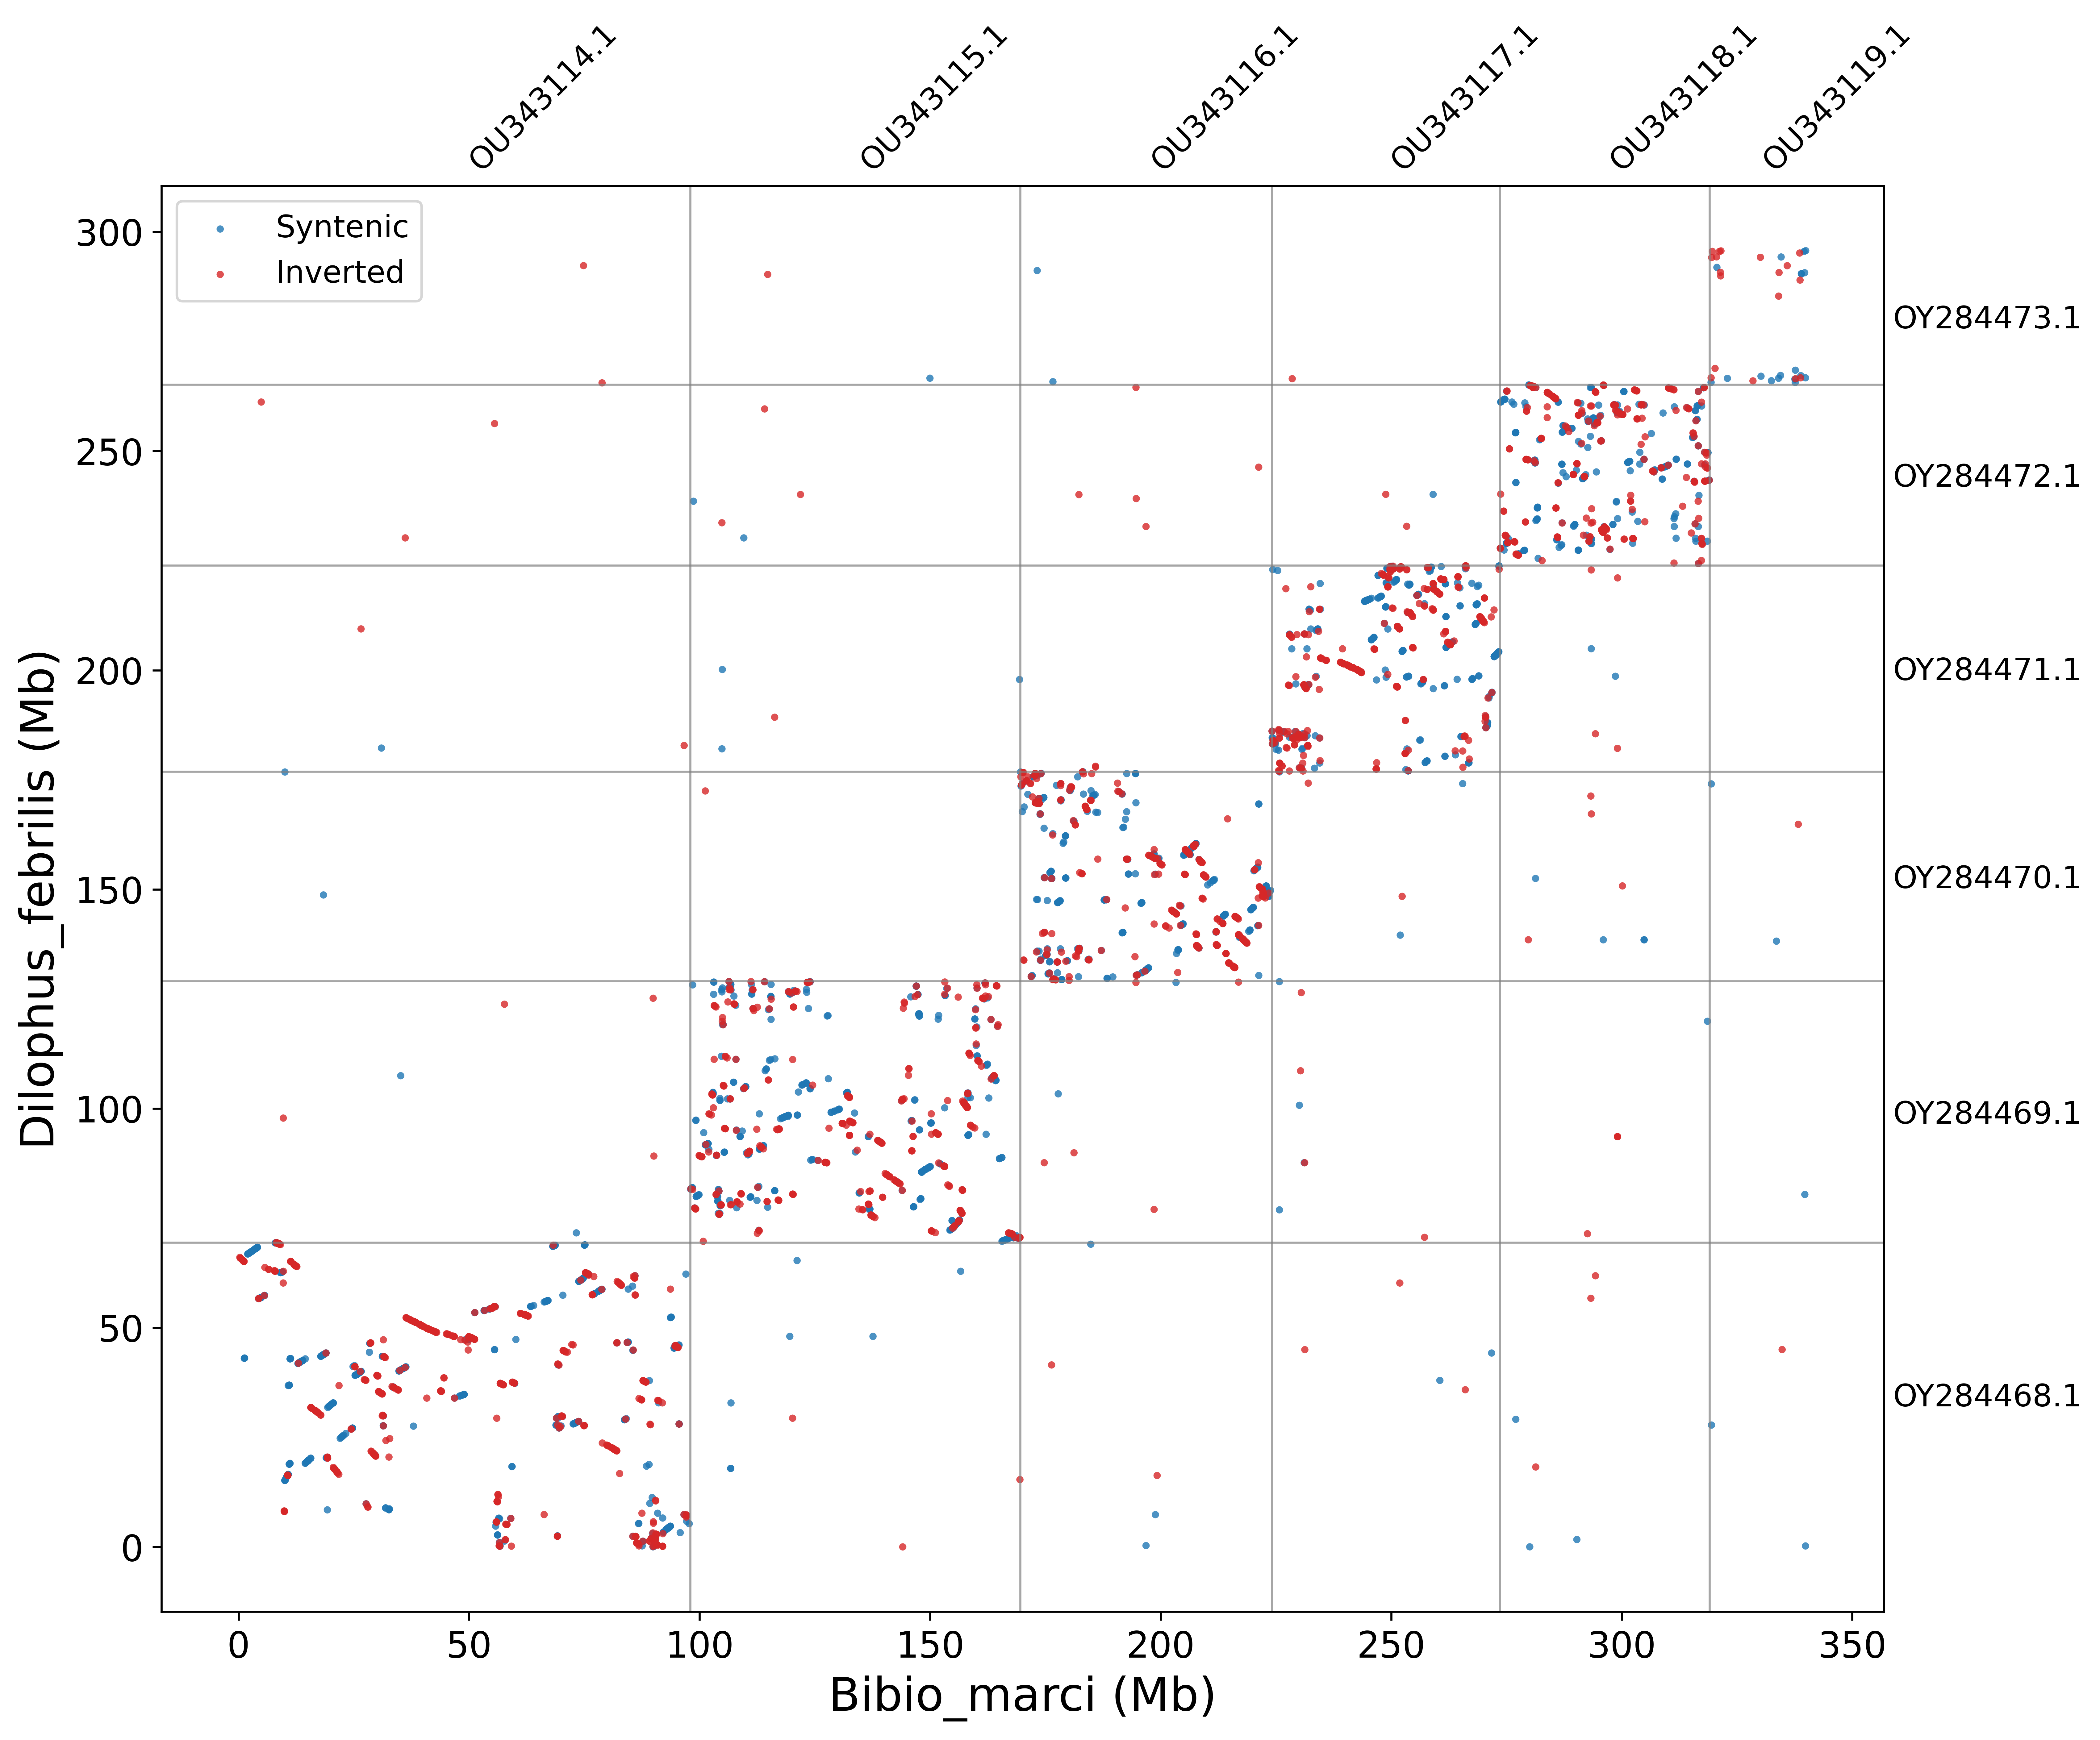 OU343114.1
OU343115.1
OU343116.1
OU343117.1
OU343118.1
OU343119.1
Syntenic
Inverted
300
250
200
150
100
50
0
Dilophus_febrilis (Mb)
OY284473.1
OY284472.1
OY284471.1
OY284470.1
OY284469.1
OY284468.1
0
50
100
150
200
250
300
350
Bibio_marci (Mb)